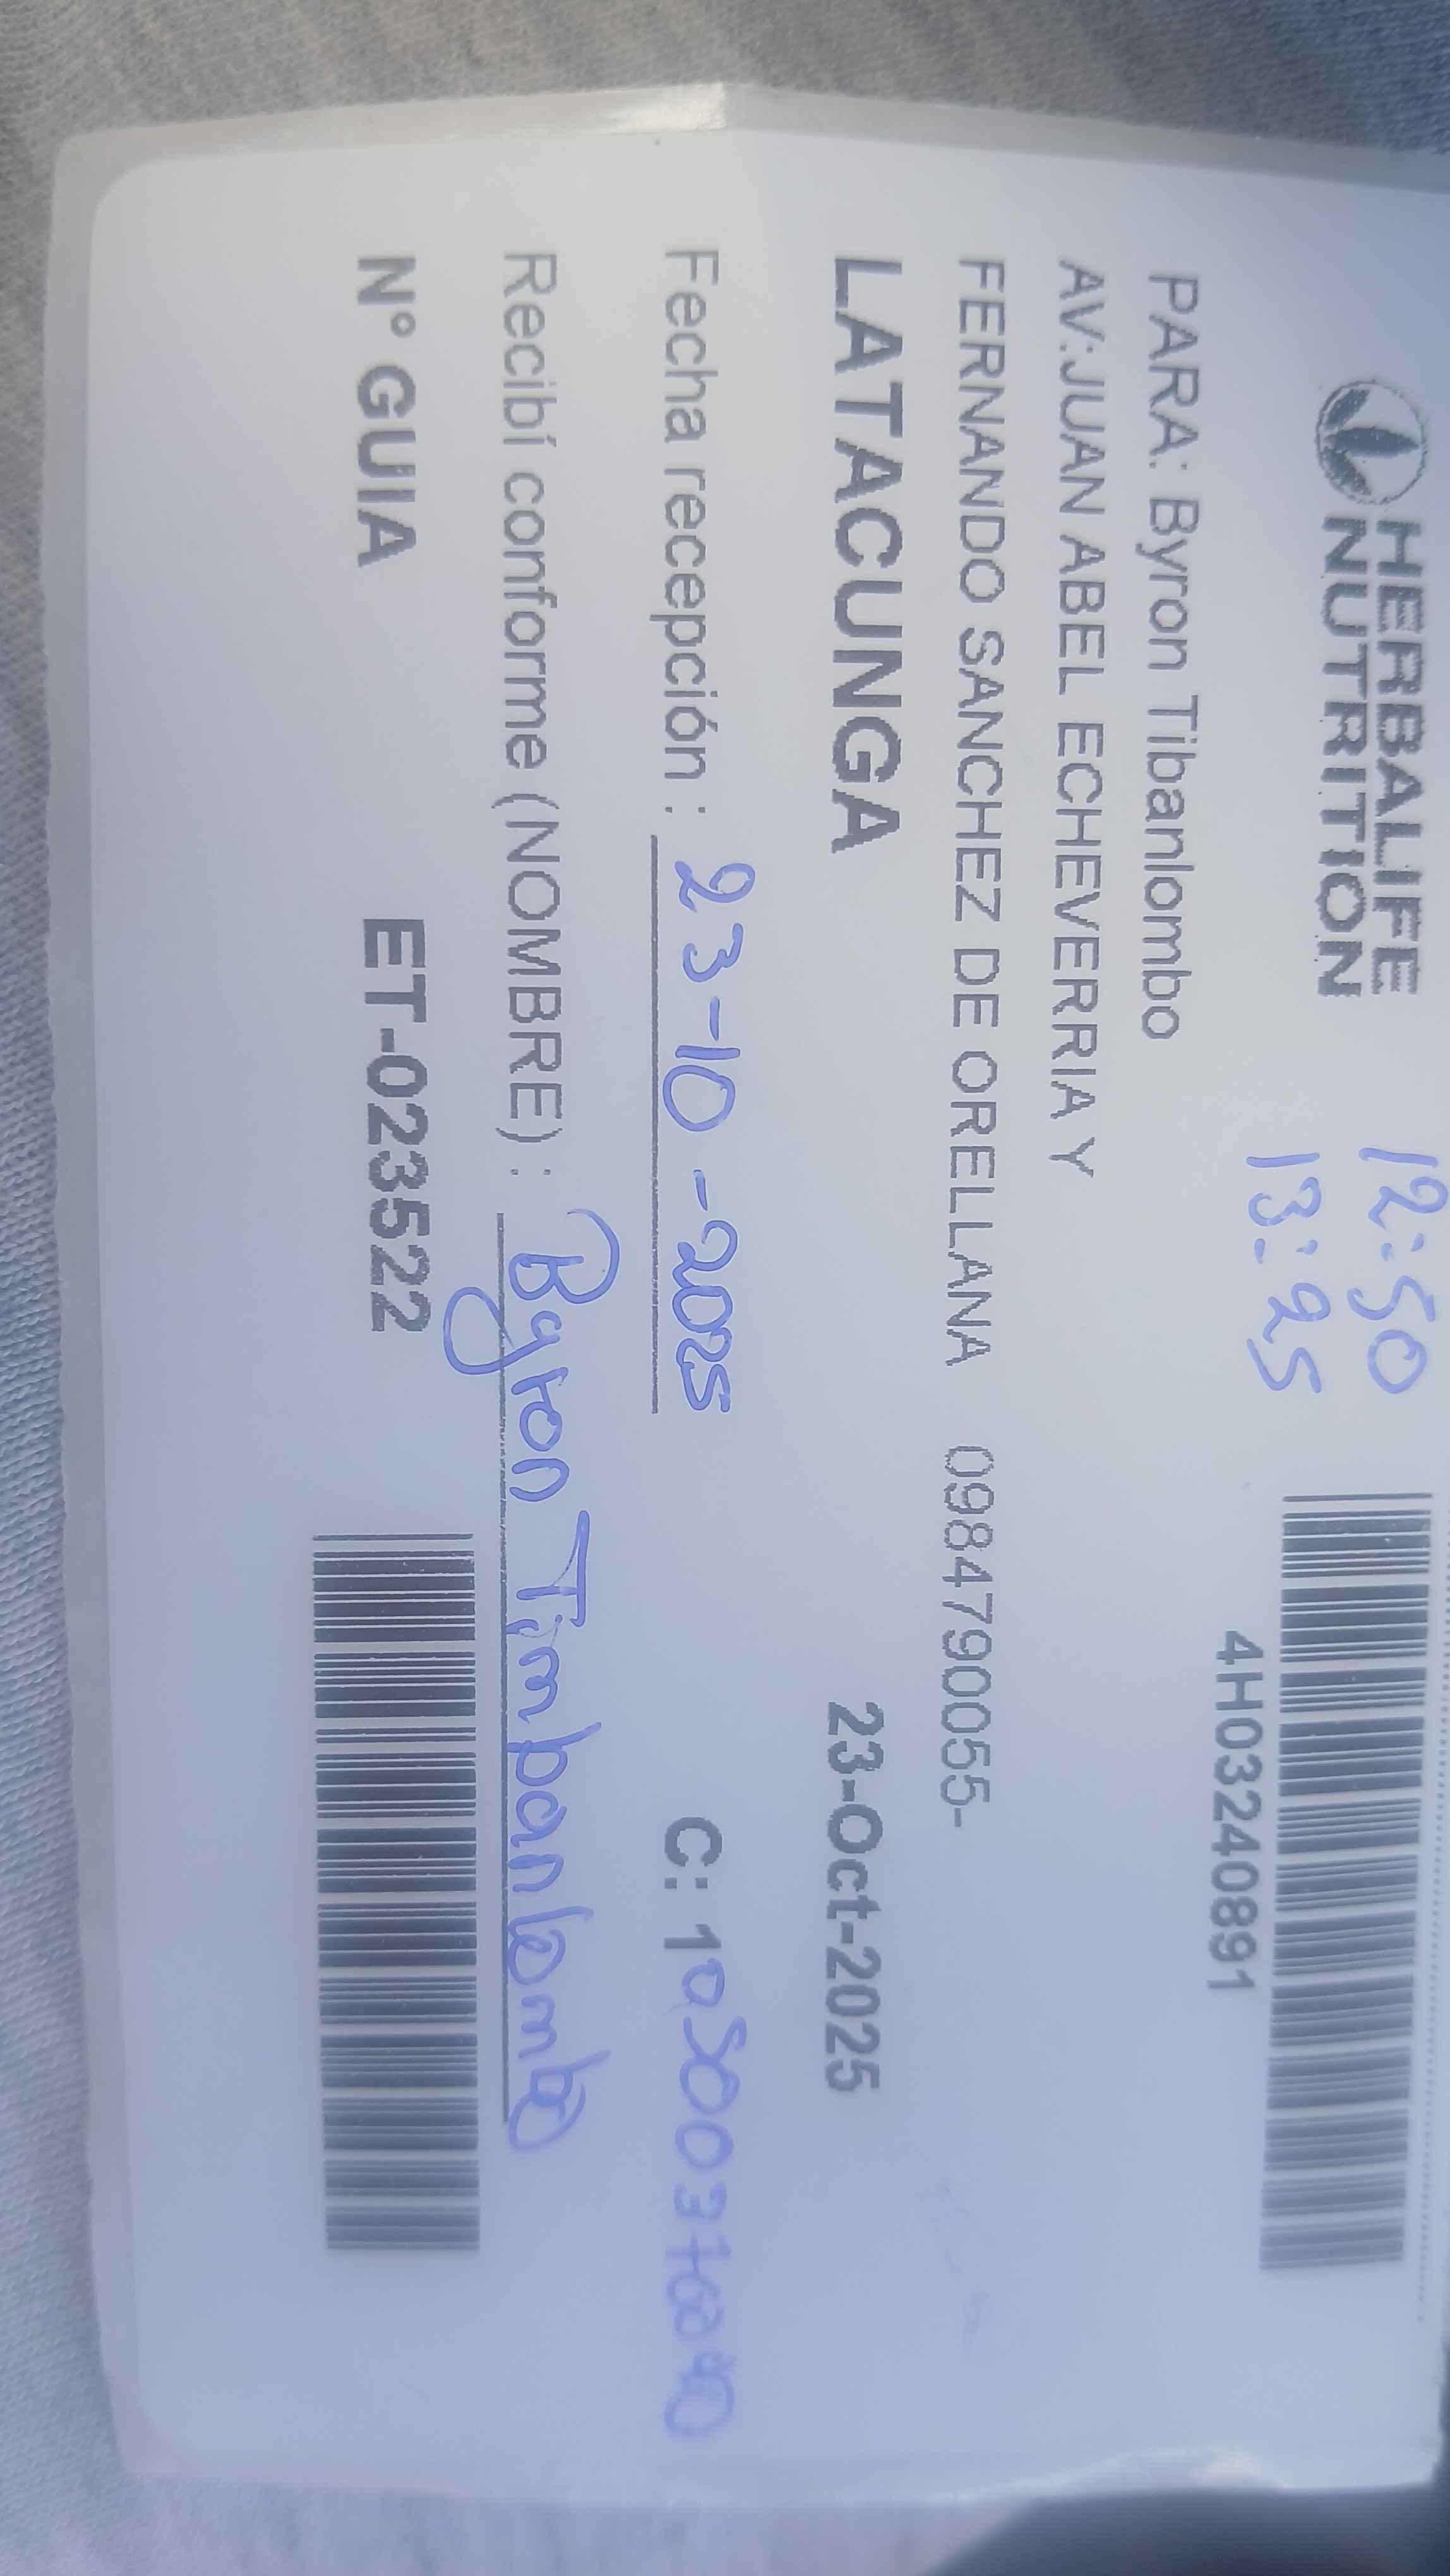 HERBALIFE
NUTRITION
12:50
13:25
4H03240891
PARA: Byron Tibanlombo
AV:JUAN ABEL ECHEVERRIA Y
FERNANDO SANCHEZ DE ORELLANA 0984790055-
LATACUNGA 23-Oct-2025
Fecha recepción : 23-10-2025 C:
Recibí conforme (NOMBRE) : Byron Timbanlombo
N° GUIA ET-023522